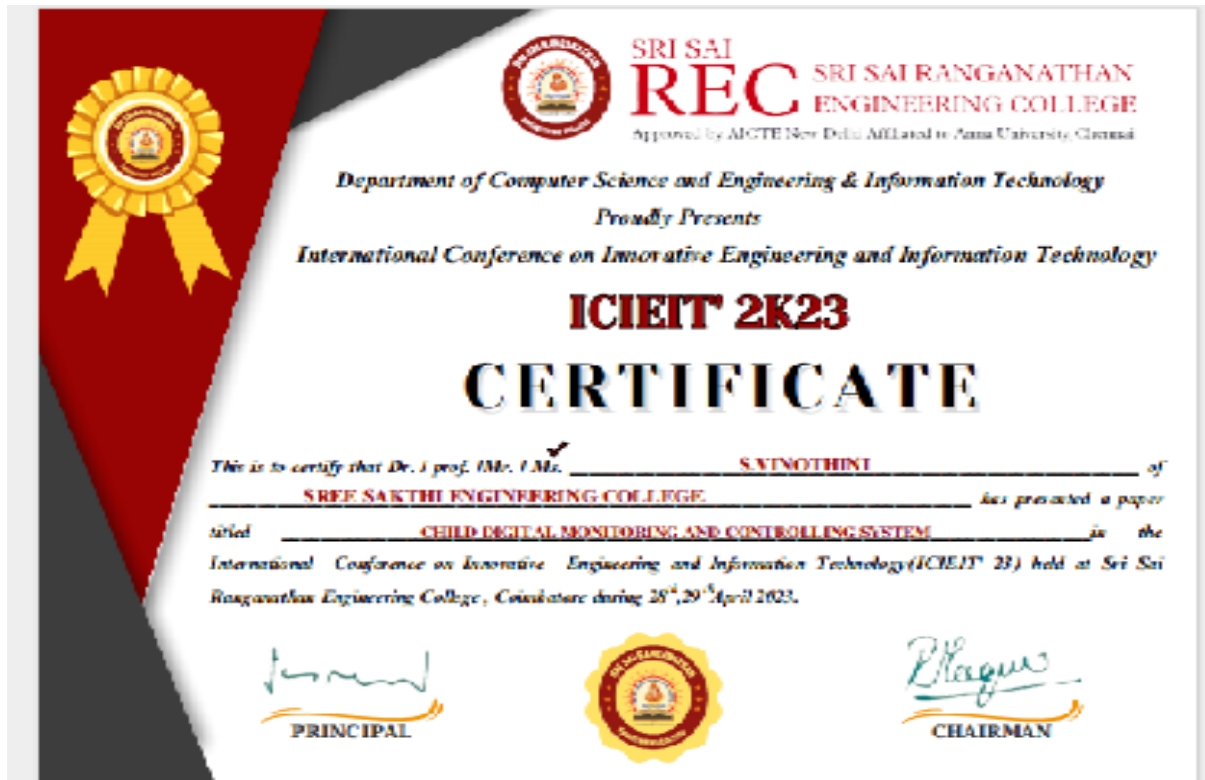 SRI SAI
REC SRI SAI RANGANATHAN
ENGINEERING COLLEGE
Approved by AICTE New Delhi Affiliated to Anna University, Chennai
Department of Computer Science and Engineering & Information Technology
Proudly Presents
International Conference on Innovative Engineering and Information Technology
ICIEIT' 2K23
CERTIFICATE
This is to certify that Dr. / prof. /Mr. / Ms. S.VINOTHINI of
SREE SAKTHI ENGINEERING COLLEGE has presented a paper
titled CHILD DIGITAL MONITORING AND CONTROLLING SYSTEM in the
International Conference on Innovative Engineering and Information Technology(ICIEIT' 23) held at Sri Sai
Ranganathan Engineering College, Coimbatore during 28,29 April 2023.
PRINCIPAL
CHAIRMAN